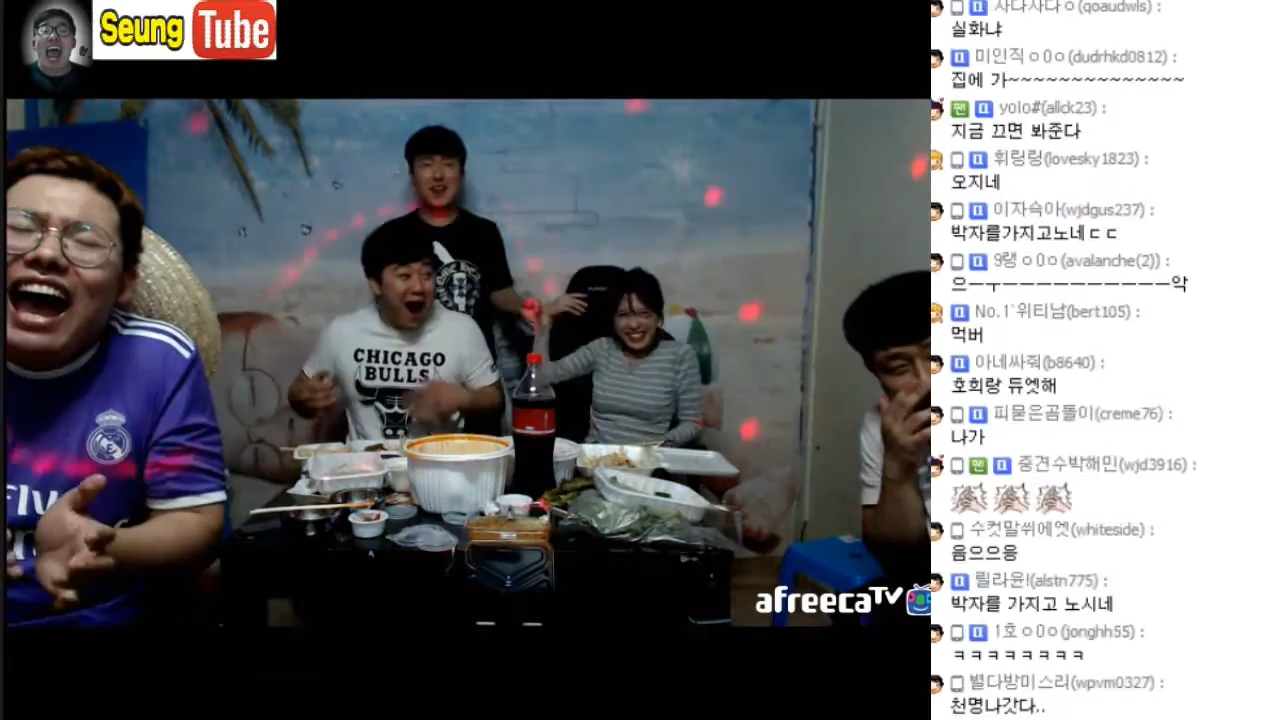 Seung Tube
CHICAGO
BULLS
afreecaTV
사다사다ㅇ(qoaudwls) :
실화냐
미인직ㅇ0ㅇ(dudrhkd0812) :
집에 가~~~~~~~~~~~~~~
팬 yolo#(allck23) :
지금 끄면 봐준다
휘링링(lovesky1823) :
오지네
이자슥아(wjdgus237) :
박자를가지고노네ㄷㄷ
9랭ㅇ0ㅇ(avalanche(2)) :
으ㅡㅜㅡㅡㅡㅡㅡㅡㅡㅡㅡㅡ악
No.1`위티남(bert105) :
먹버
아네싸줘(b8640) :
호희랑 듀엣해
피묻은곰돌이(creme76) :
나가
팬 중견수박해민(wjd3916) :
수컷말쉬에엣(whiteside) :
음으으응
릴라윤!(alstn775) :
박자를 가지고 노시네
1호ㅇ0ㅇ(jonghh55) :
ㅋㅋㅋㅋㅋㅋㅋㅋ
별다방미스리(wpvm0327) :
천명나갓다..